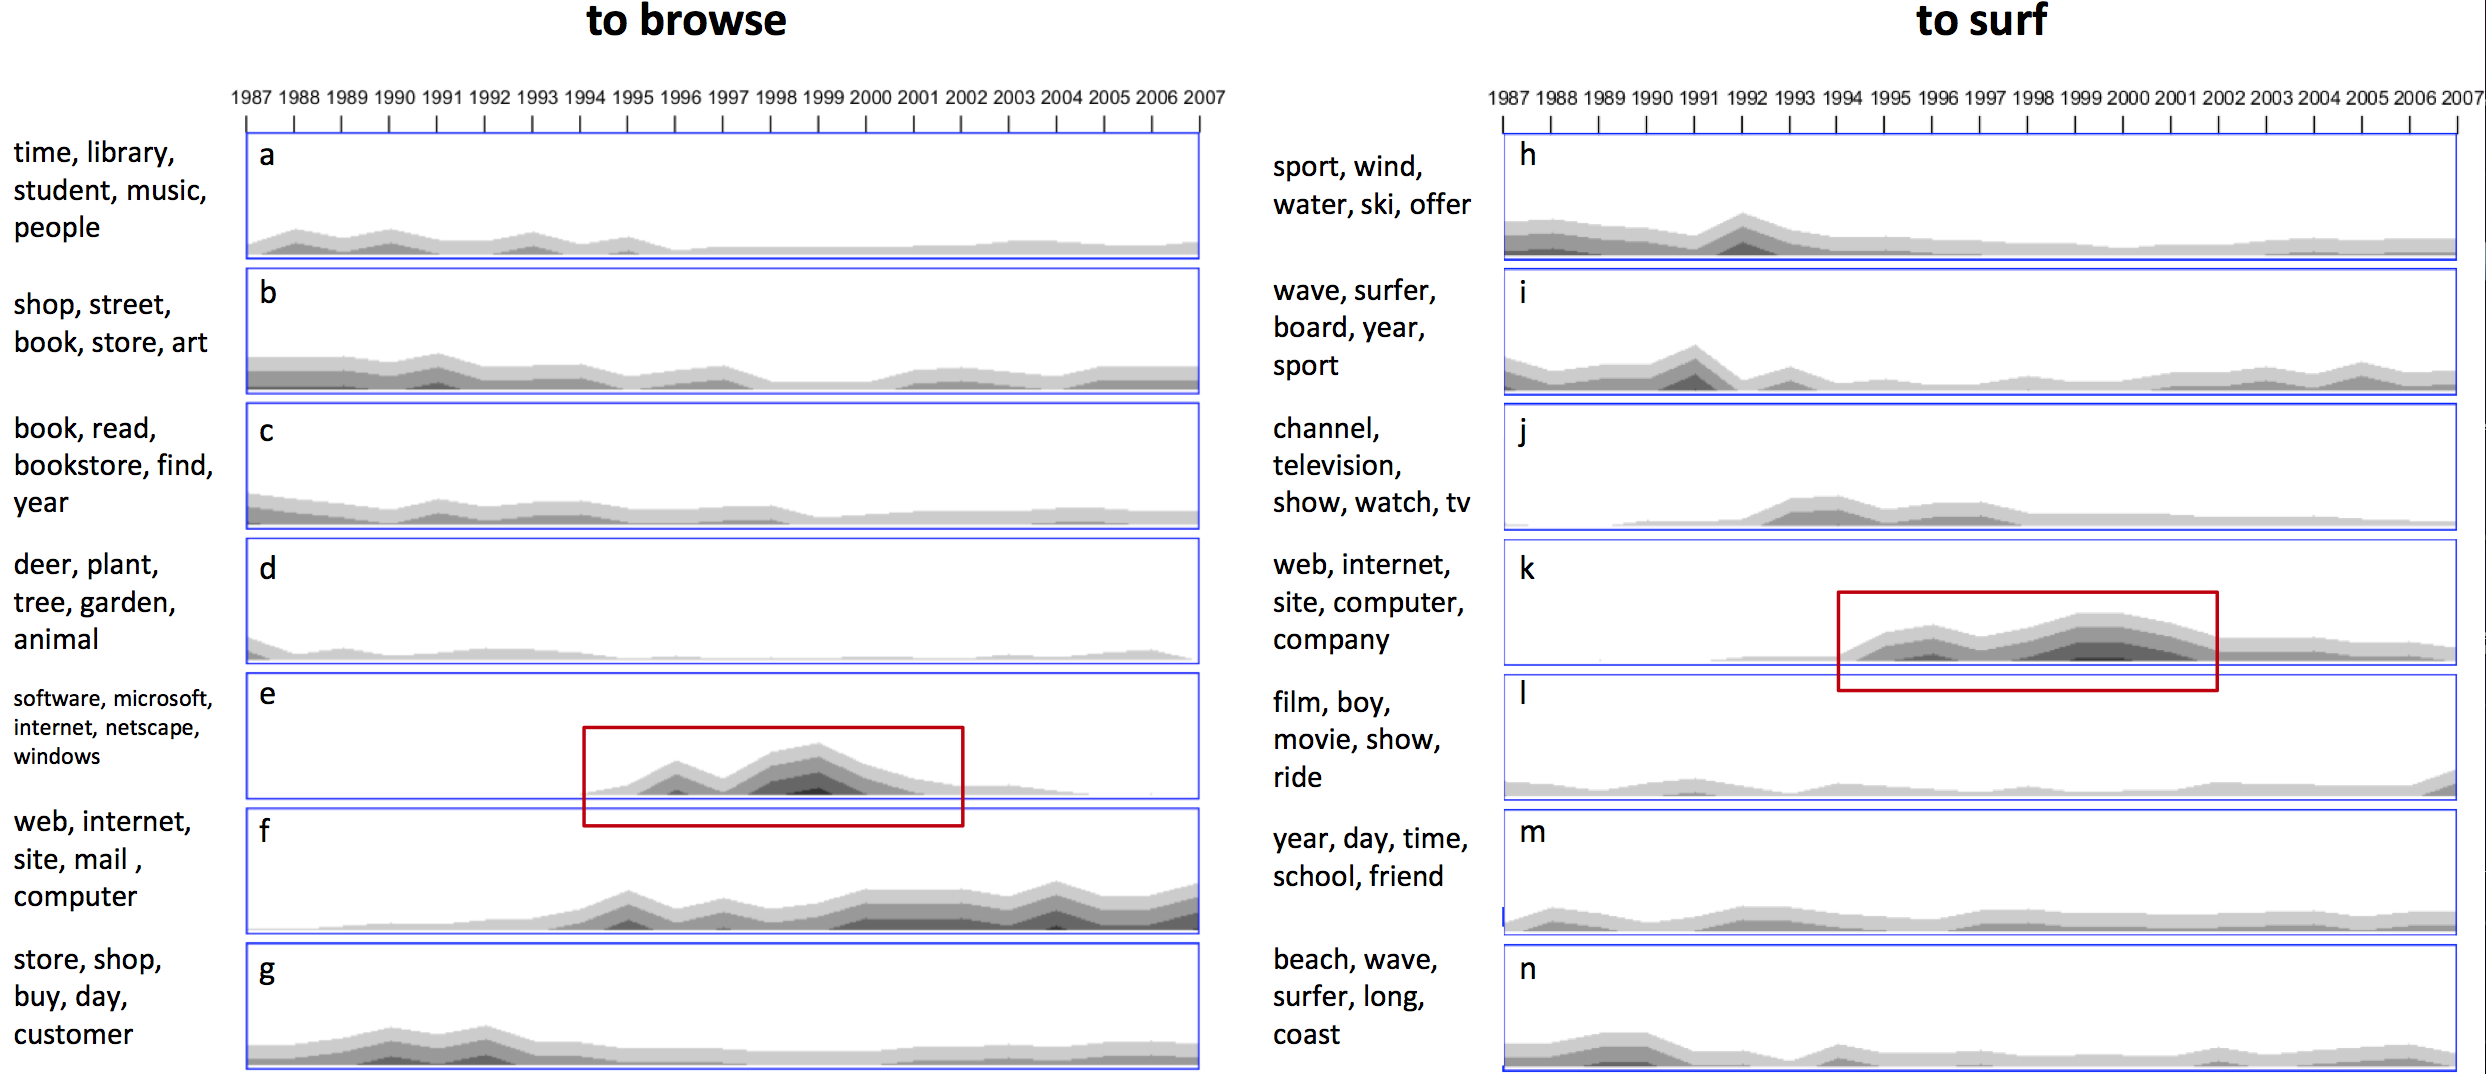 to browse
1987 1988 1989 1990 1991 1992 1993 1994 1995 1996 1997 1998 1999 2000 2001 2002 2003 2004 2005 2006 2007
time, library,
student, music,
people
a
shop, street,
book, store, art
b
book, read,
bookstore, find,
year
c
deer, plant,
tree, garden,
animal
d
software, microsoft,
internet, netscape,
windows
e
web, internet,
site, mail ,
computer
f
store, shop,
buy, day,
customer
g
to surf
1987 1988 1989 1990 1991 1992 1993 1994 1995 1996 1997 1998 1999 2000 2001 2002 2003 2004 2005 2006 2007
sport, wind,
water, ski, offer
h
wave, surfer,
board, year,
sport
i
channel,
television,
show, watch, tv
j
web, internet,
site, computer,
company
k
film, boy,
movie, show,
ride
l
year, day, time,
school, friend
m
beach, wave,
surfer, long,
coast
n